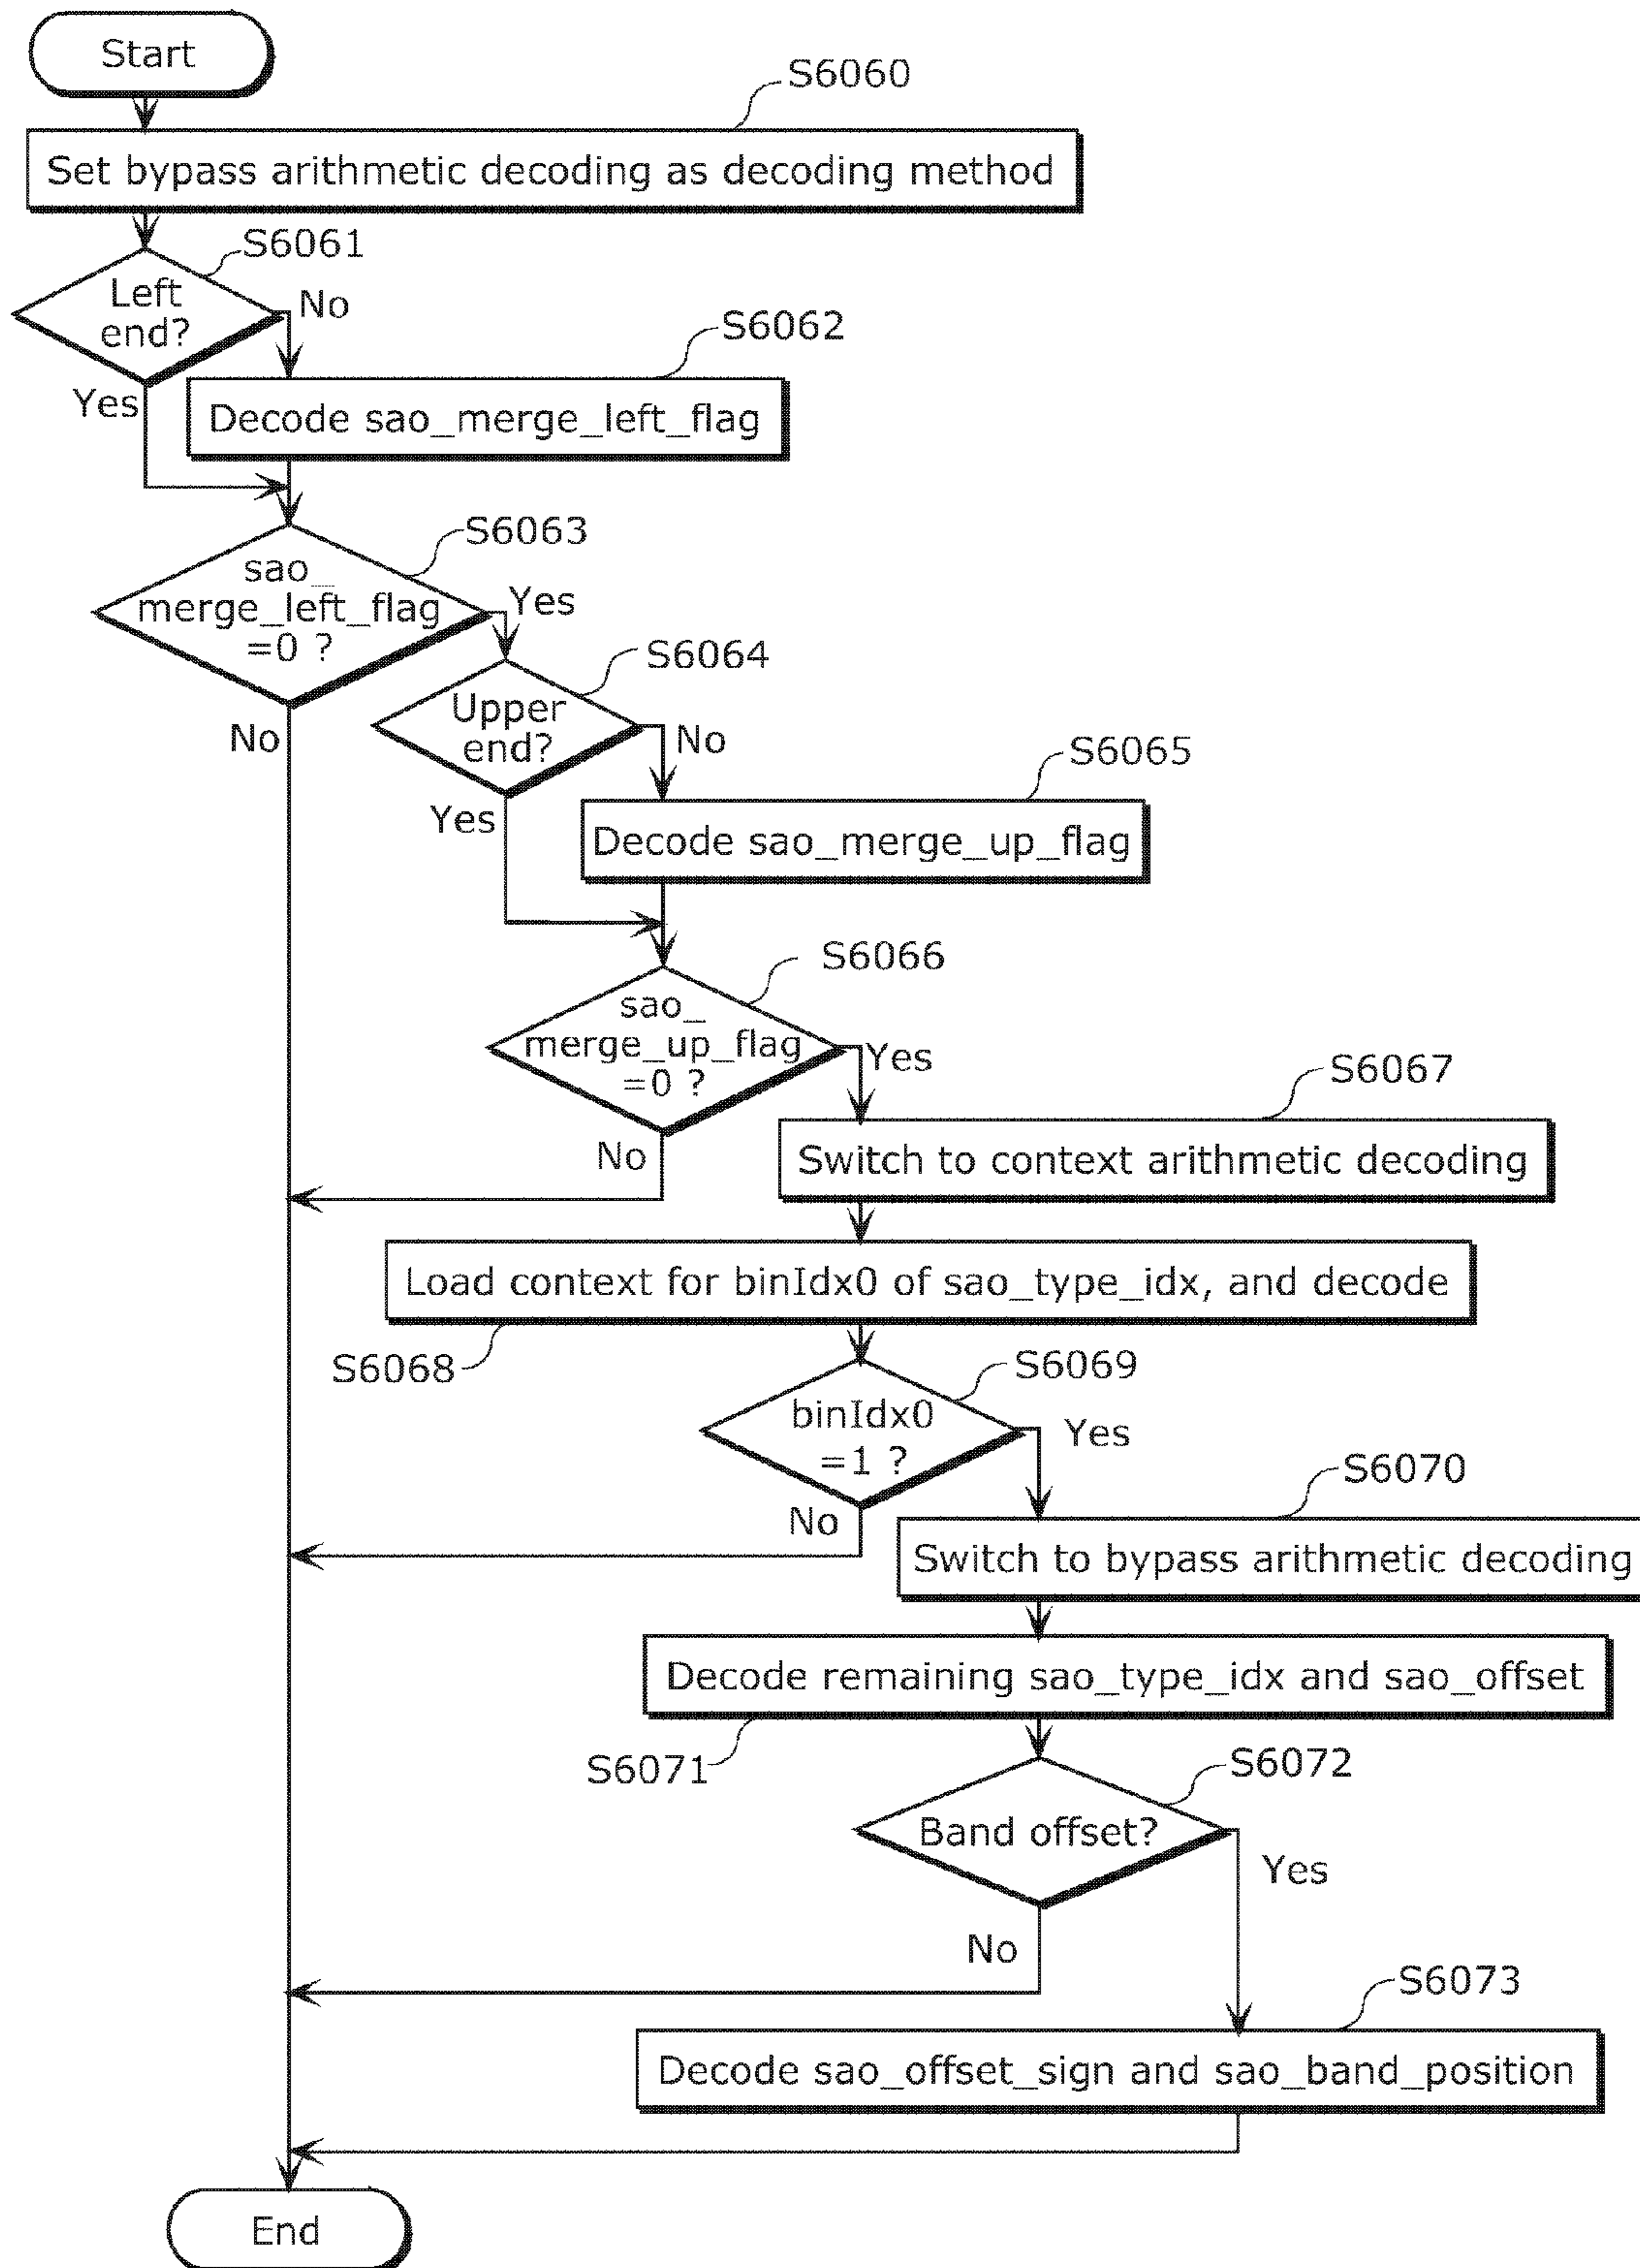 Start
S6060
Set bypass arithmetic decoding as decoding method
S6061
Left
end?
No
Yes
S6062
Decode sao_merge_left_flag
S6063
sao_
merge_left_flag
=0 ?
Yes
No
S6064
Upper
end?
No
Yes
S6065
Decode sao_merge_up_flag
S6066
sao_
merge_up_flag
=0 ?
Yes
No
S6067
Switch to context arithmetic decoding
Load context for binIdx0 of sao_type_idx, and decode
S6068
S6069
binIdx0
=1 ?
Yes
No
S6070
Switch to bypass arithmetic decoding
Decode remaining sao_type_idx and sao_offset
S6071
S6072
Band offset?
Yes
No
S6073
Decode sao_offset_sign and sao_band_position
End